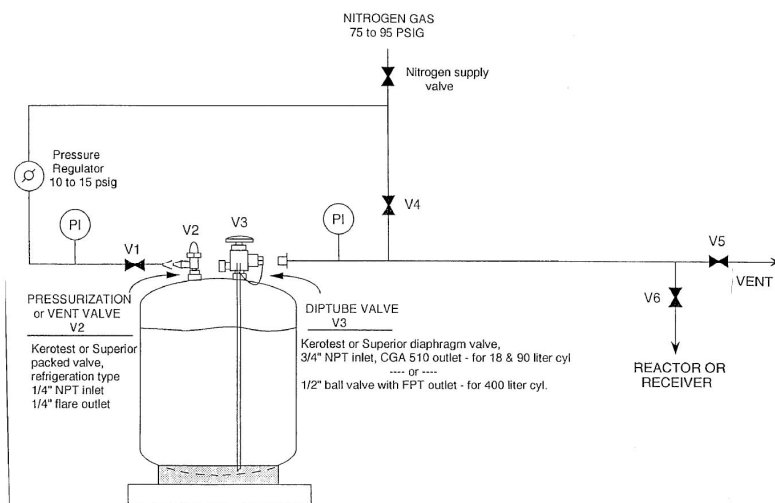 NITROGEN GAS
75 to 95 PSIG
Nitrogen supply
valve
Pressure
Regulator
10 to 15 psig
PI
V1
V2
V3
PI
V4
V5
VENT
V6
REACTOR OR
RECEIVER
PRESSURIZATION
or VENT VALVE
V2
Kerotest or Superior
packed valve,
refrigeration type
1/4" NPT inlet
1/4" flare outlet
DIPTUBE VALVE
V3
Kerotest or Superior diaphragm valve,
3/4" NPT inlet, CGA 510 outlet - for 18 & 90 liter cyl
---- or ----
1/2" ball valve with FPT outlet - for 400 liter cyl.